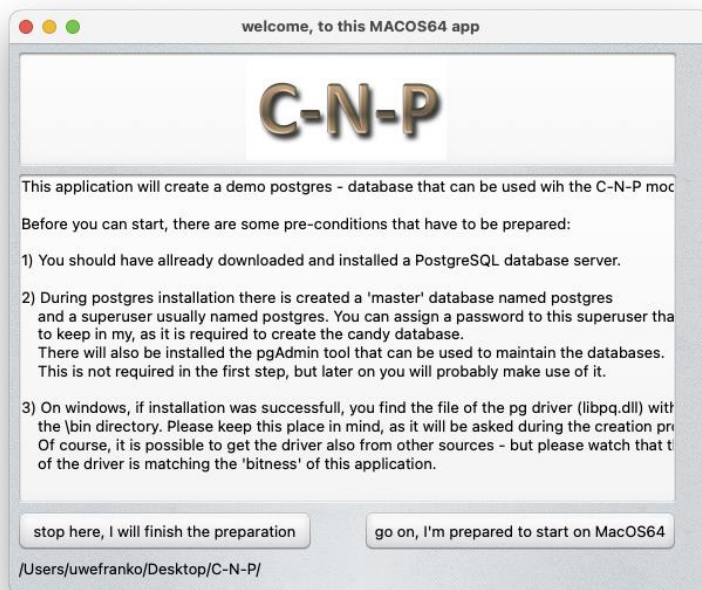 welcome, to this MACOS64 app
C-N-P
This application will create a demo postgres - database that can be used wih the C-N-P
Before you can start, there are some pre-conditions that have to be prepared:
1) You should have allready downloaded and installed a PostgreSQL database server.
2) During postgres installation there is created a 'master' database named postgres
and a superuser usually named postgres. You can assign a password to this superuser
to keep in my, as it is required to create the candy database.
There will also be installed the pgAdmin tool that can be used to maintain the databases.
This is not required in the first step, but later on you will probably make use of it.
3) On windows, if installation was successfull, you find the file of the pg driver (libpq.dll)
the \bin directory. Please keep this place in mind, as it will be asked during the creation
Of course, it is possible to get the driver also from other sources - but please watch that
of the driver is matching the 'bitness' of this application.
stop here, I will finish the preparation
go on, I'm prepared to start on MacOS64
/Users/uwefranko/Desktop/C-N-P/